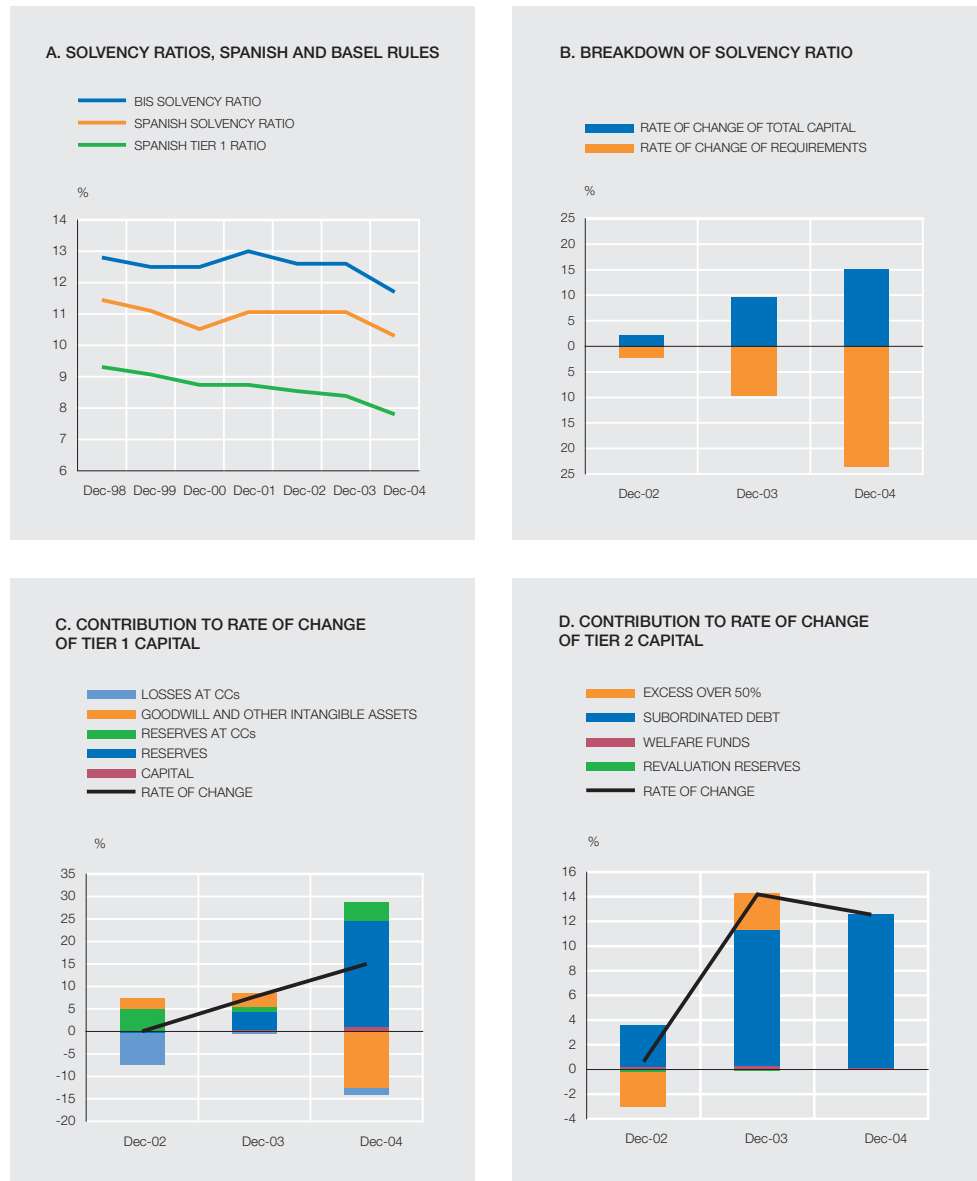 A. SOLVENCY RATIOS, SPANISH AND BASEL RULES
BIS SOLVENCY RATIO
SPANISH SOLVENCY RATIO
SPANISH TIER 1 RATIO
%
14
13
12
11
10
9
8
7
6
Dec-98 Dec-99 Dec-00 Dec-01 Dec-02 Dec-03 Dec-04
B. BREAKDOWN OF SOLVENCY RATIO
RATE OF CHANGE OF TOTAL CAPITAL
RATE OF CHANGE OF REQUIREMENTS
%
25
20
15
10
5
0
5
10
15
20
25
Dec-02 Dec-03 Dec-04
C. CONTRIBUTION TO RATE OF CHANGE
OF TIER 1 CAPITAL
LOSSES AT CCs
GOODWILL AND OTHER INTANGIBLE ASSETS
RESERVES AT CCs
RESERVES
CAPITAL
RATE OF CHANGE
%
35
30
25
20
15
10
5
0
-5
-10
-15
-20
Dec-02 Dec-03 Dec-04
D. CONTRIBUTION TO RATE OF CHANGE
OF TIER 2 CAPITAL
EXCESS OVER 50%
SUBORDINATED DEBT
WELFARE FUNDS
REVALUATION RESERVES
RATE OF CHANGE
%
16
14
12
10
8
6
4
2
0
-2
-4
Dec-02 Dec-03 Dec-04